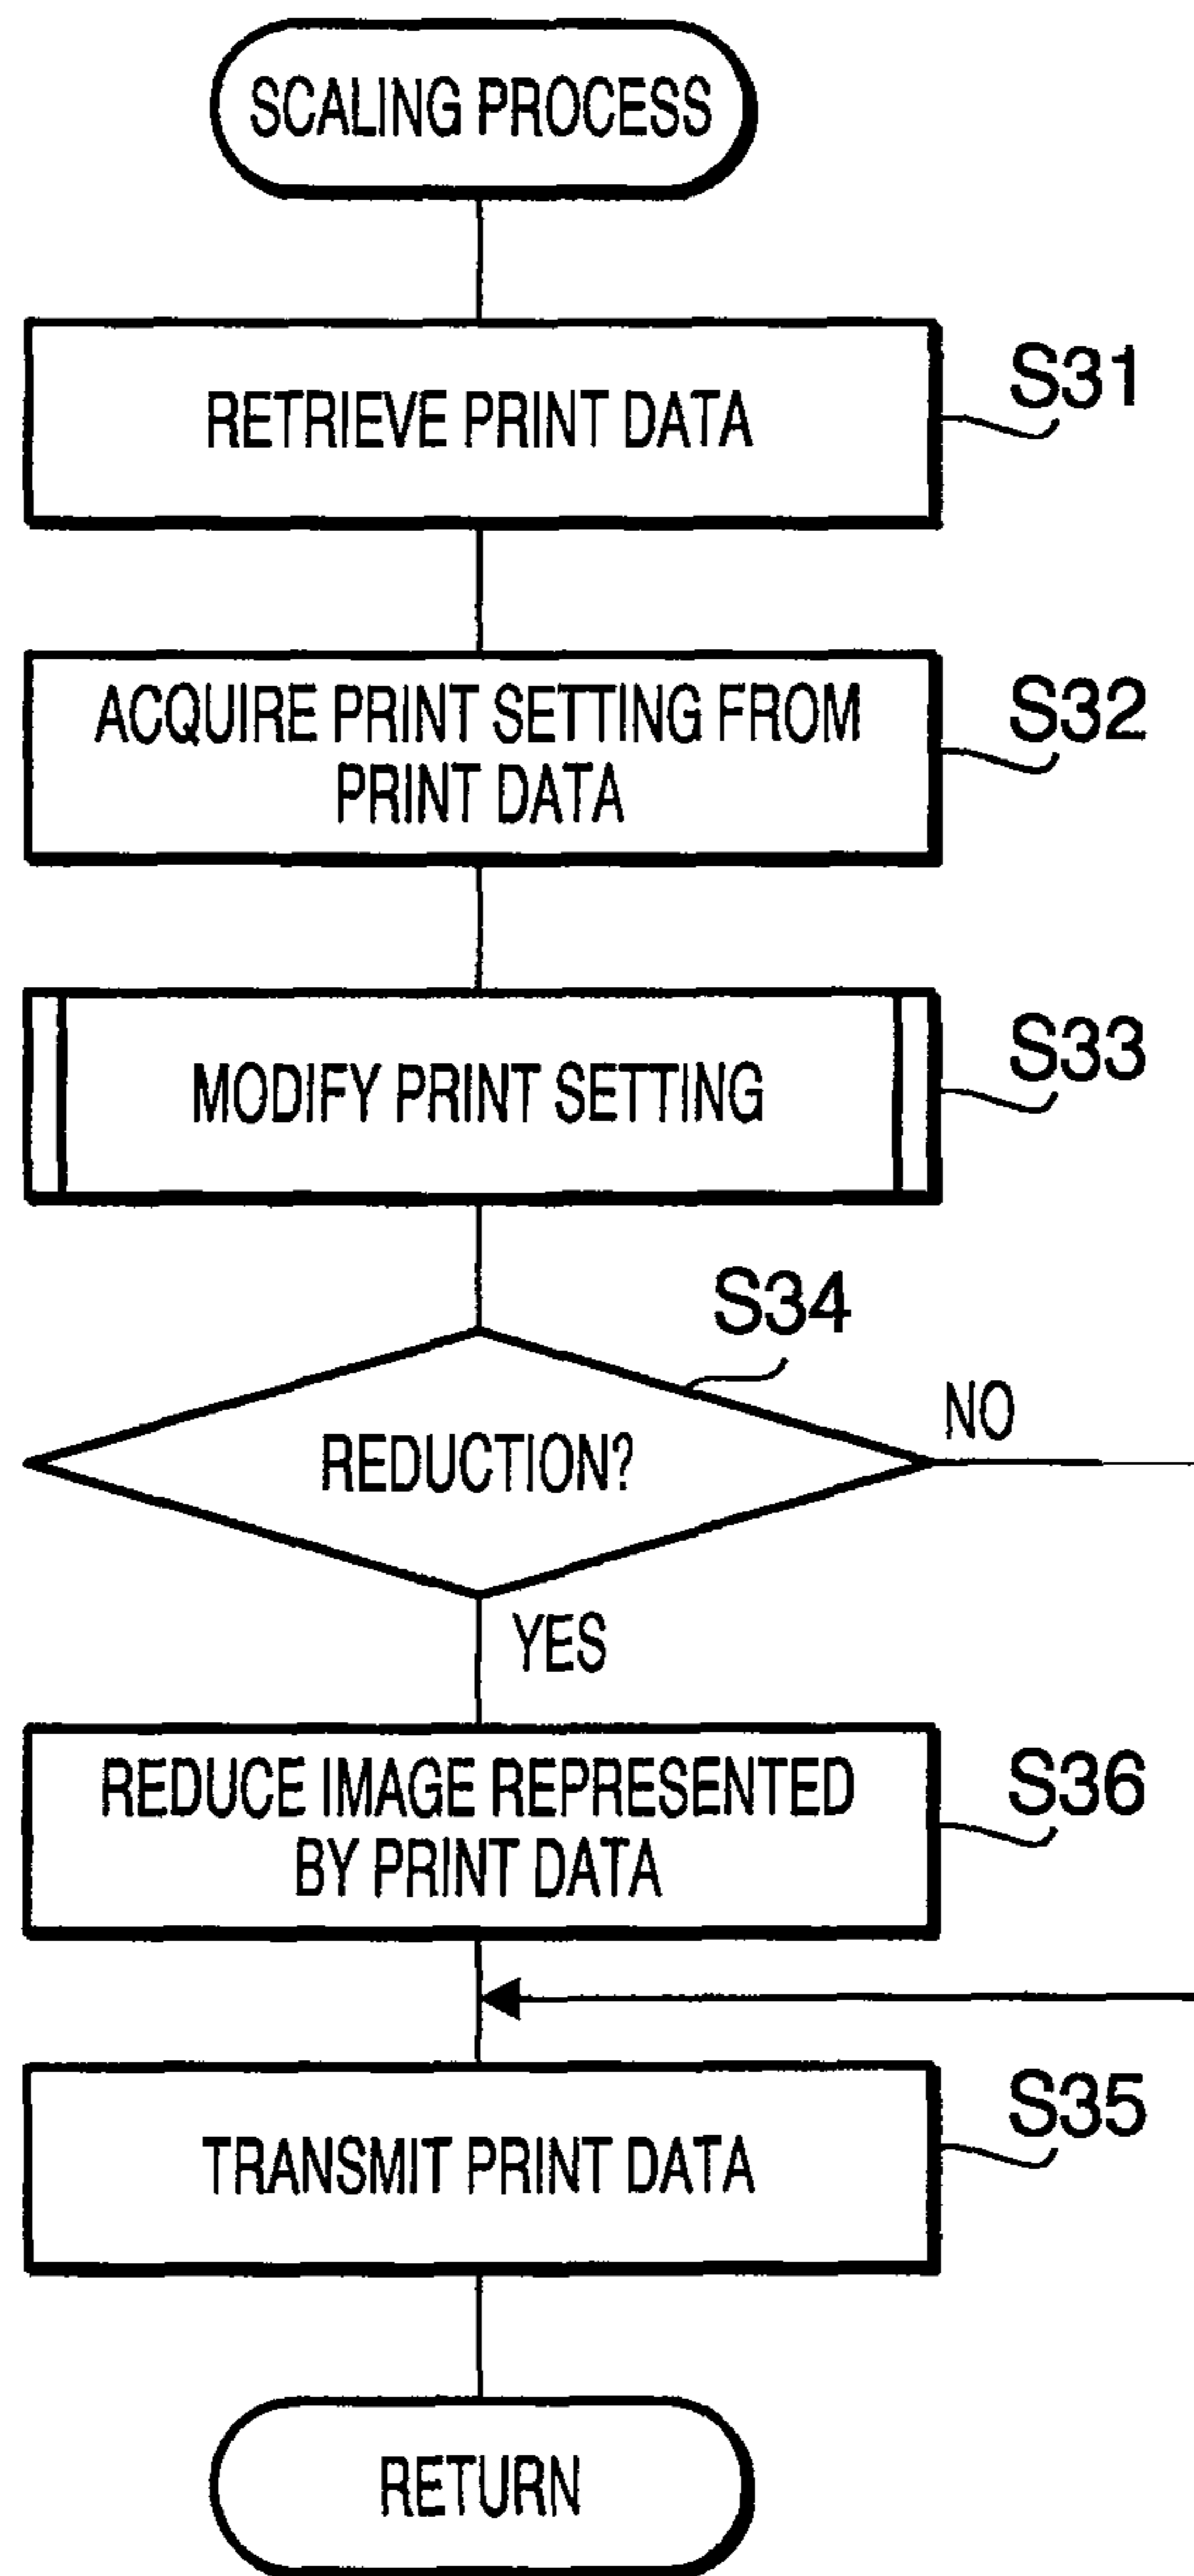 SCALING PROCESS
RETRIEVE PRINT DATA
S31
ACQUIRE PRINT SETTING FROM
PRINT DATA
S32
MODIFY PRINT SETTING
S33
S34
REDUCTION?
NO
YES
REDUCE IMAGE REPRESENTED
BY PRINT DATA
S36
TRANSMIT PRINT DATA
S35
RETURN